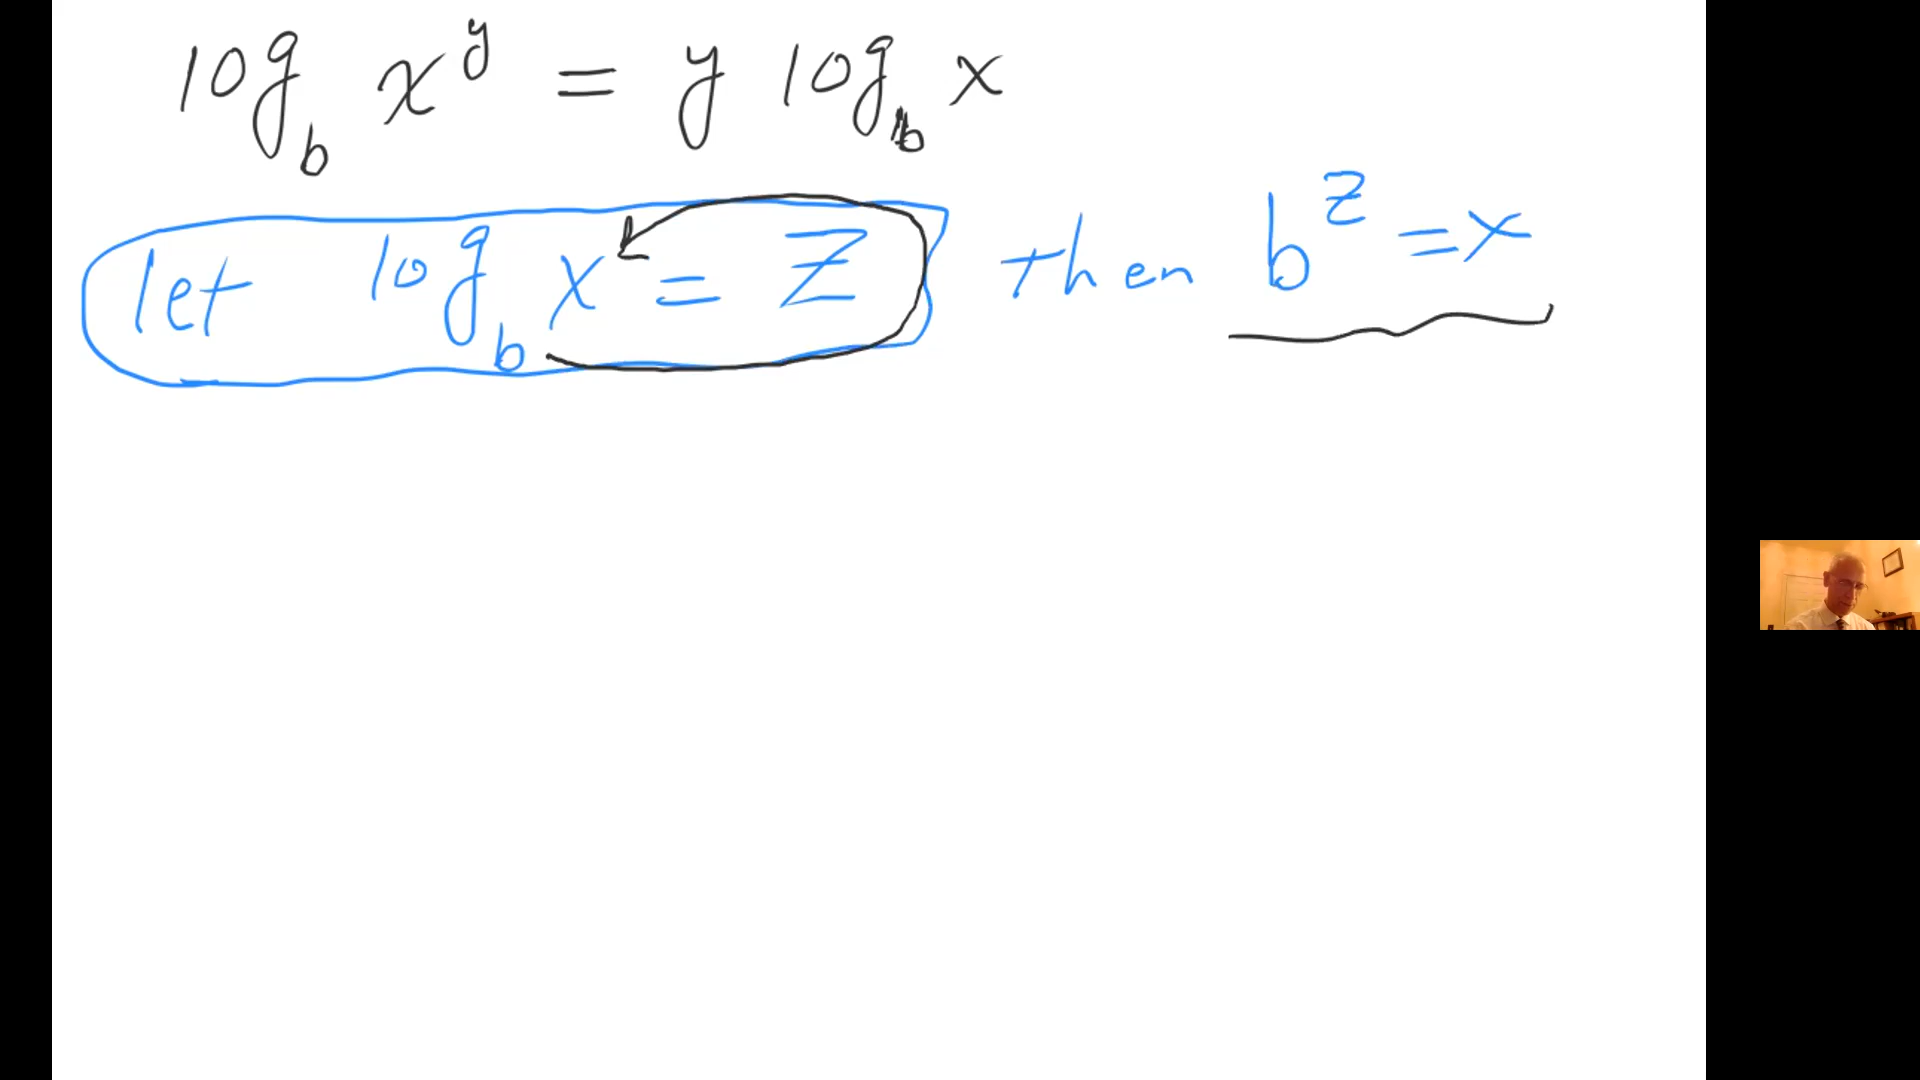 log_b x^y = y log_b x
let log_b x = Z then b^z = x